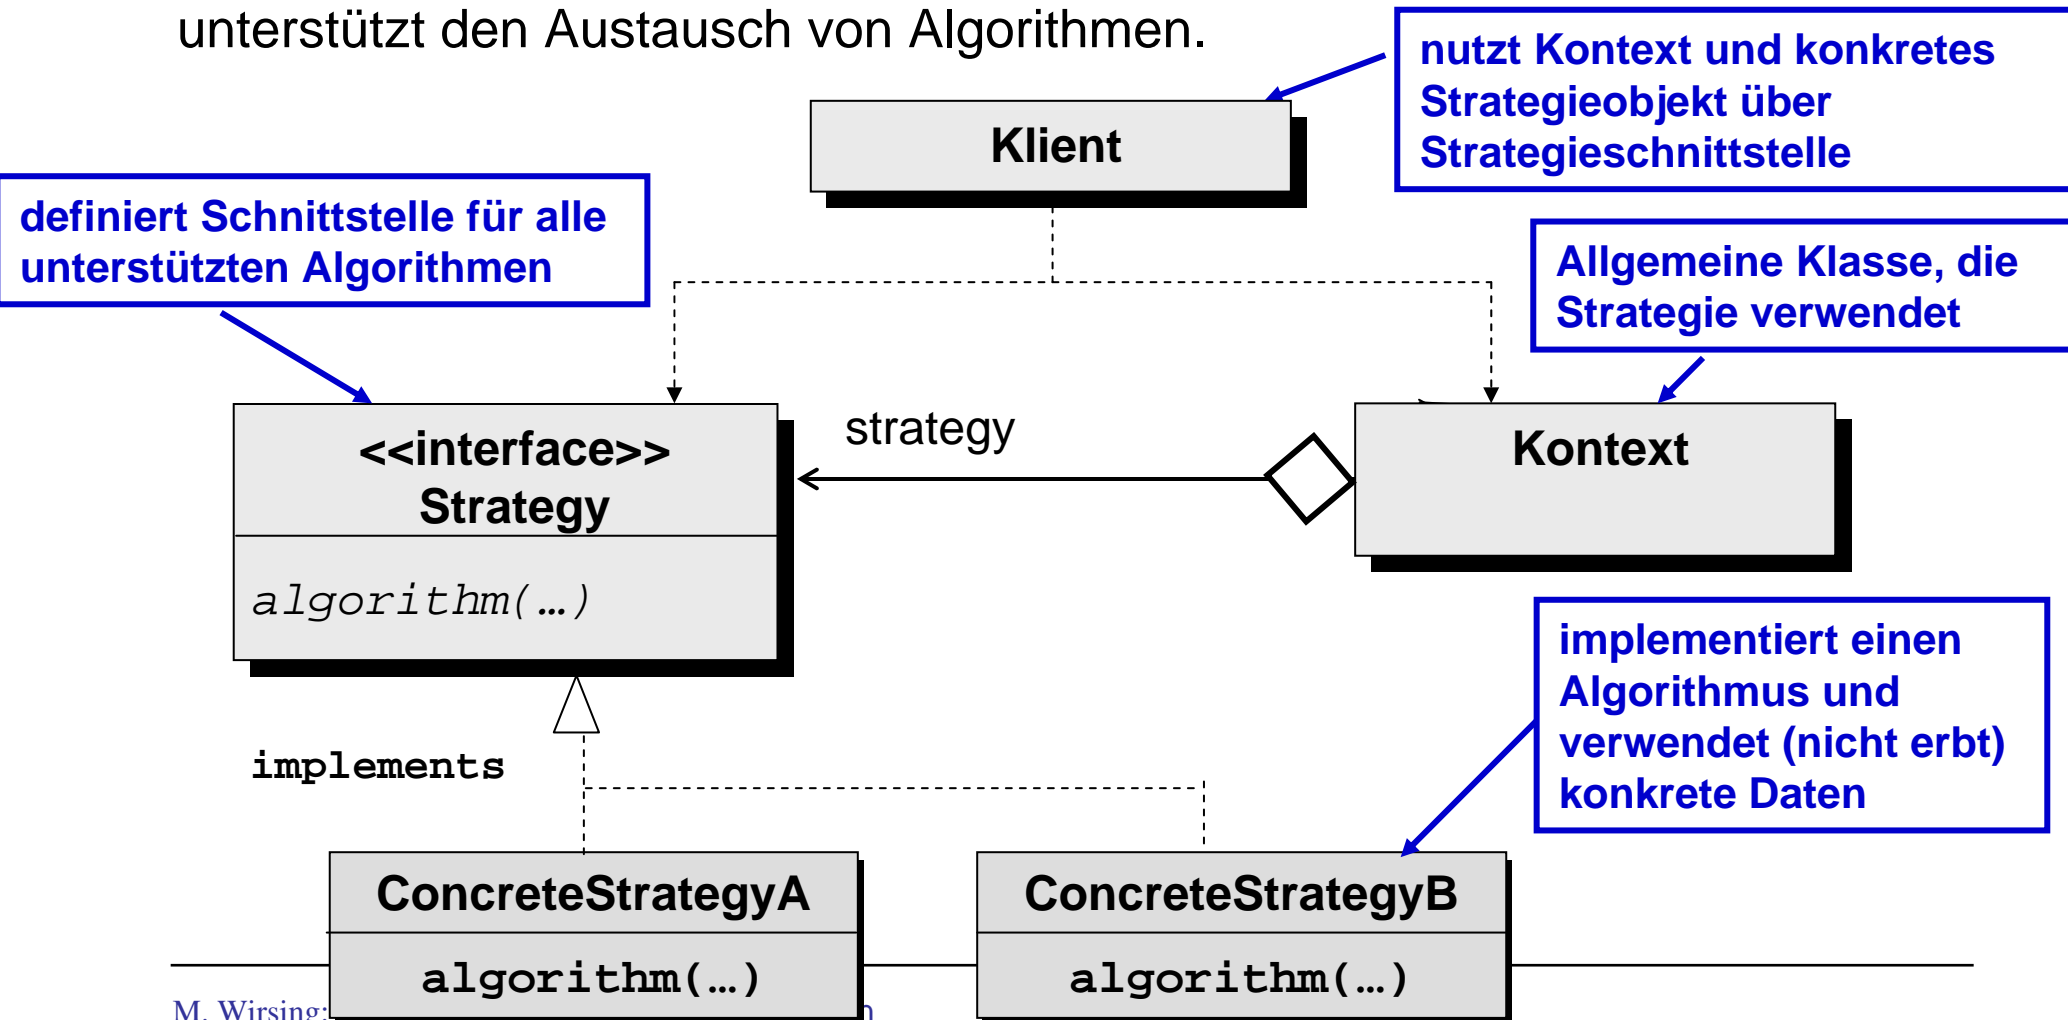 unterstützt den Austausch von Algorithmen.
nutzt Kontext und konkretes
Strategieobjekt über
Strategieschnittstelle
Klient
definiert Schnittstelle für alle
unterstützten Algorithmen
Allgemeine Klasse, die
Strategie verwendet
<<interface>>
Strategy
algorithm(…)
strategy
Kontext
implementiert einen
Algorithmus und
verwendet (nicht erbt)
konkrete Daten
implements
ConcreteStrategyA
algorithm(…)
ConcreteStrategyB
algorithm(…)
M. Wirsing: